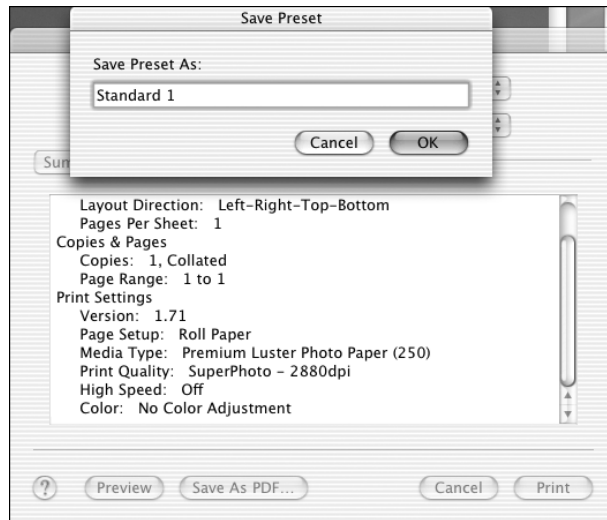 Save Preset
Save Preset As:
Standard 1
Cancel OK
Sum
Layout Direction: Left-Right-Top-Bottom
Pages Per Sheet: 1
Copies & Pages
Copies: 1, Collated
Page Range: 1 to 1
Print Settings
Version: 1.71
Page Setup: Roll Paper
Media Type: Premium Luster Photo Paper (250)
Print Quality: SuperPhoto - 2880dpi
High Speed: Off
Color: No Color Adjustment
? Preview Save As PDF... Cancel Print